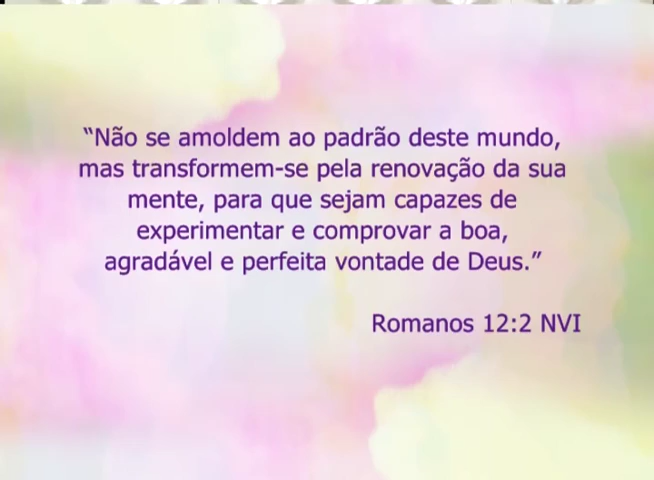 “Não se amoldem ao padrão deste mundo,
mas transformem-se pela renovação da sua
mente, para que sejam capazes de
experimentar e comprovar a boa,
agradável e perfeita vontade de Deus.”
Romanos 12:2 NVI